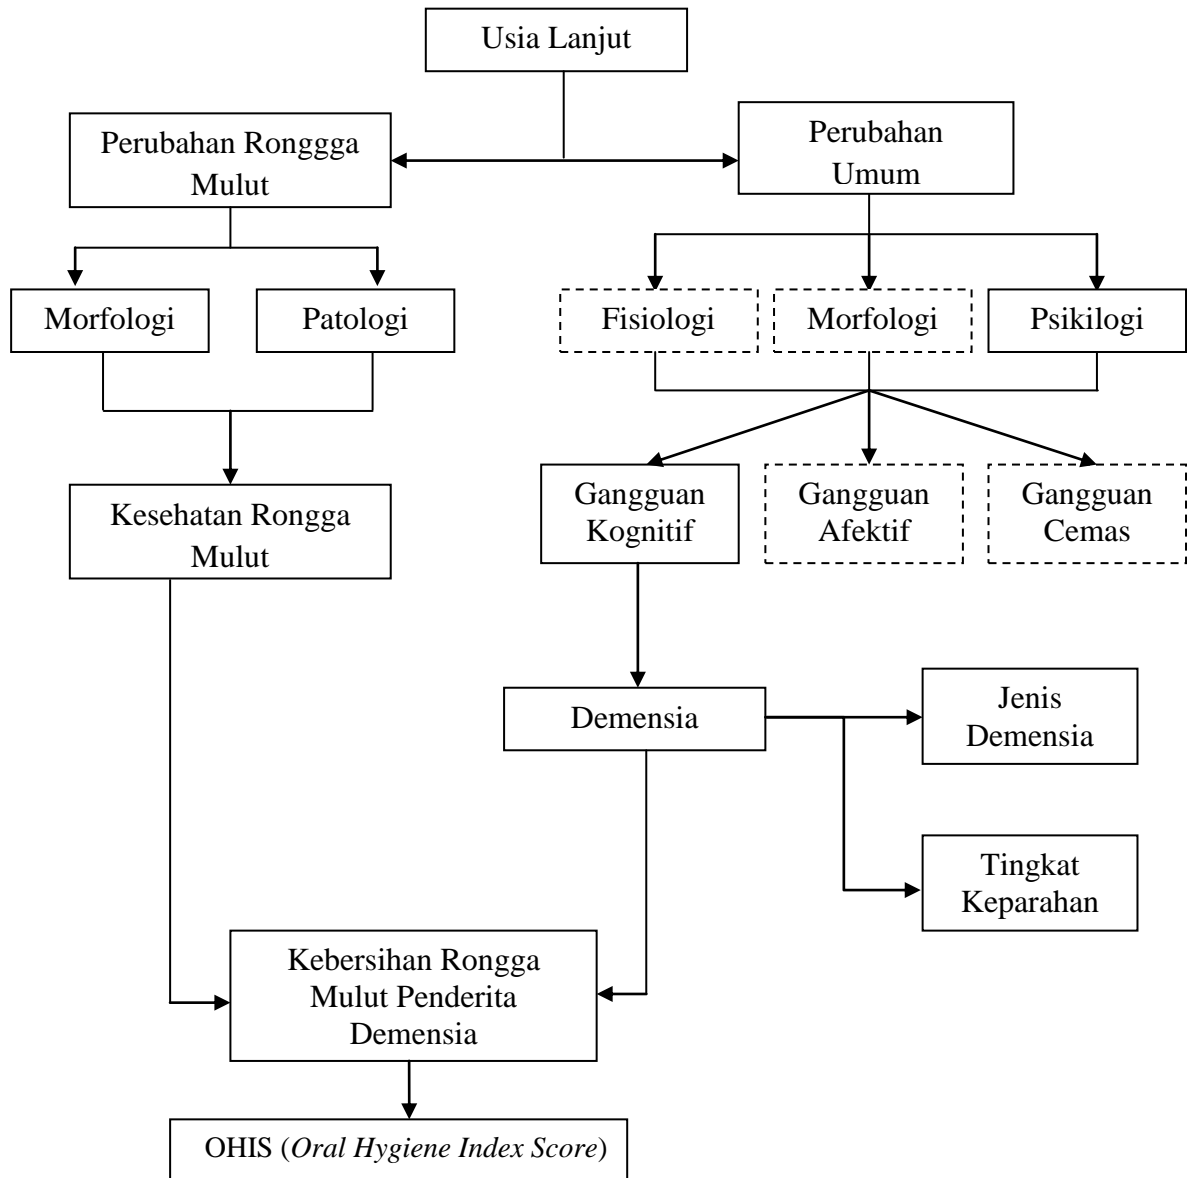 Usia Lanjut
Perubahan Ronggga
Mulut
Perubahan
Umum
Morfologi
Patologi
Fisiologi
Morfologi
Psikilogi
Kesehatan Rongga
Mulut
Gangguan
Kognitif
Gangguan
Afektif
Gangguan
Cemas
Demensia
Jenis
Demensia
Tingkat
Keparahan
Kebersihan Rongga
Mulut Penderita
Demensia
OHIS (Oral Hygiene Index Score)